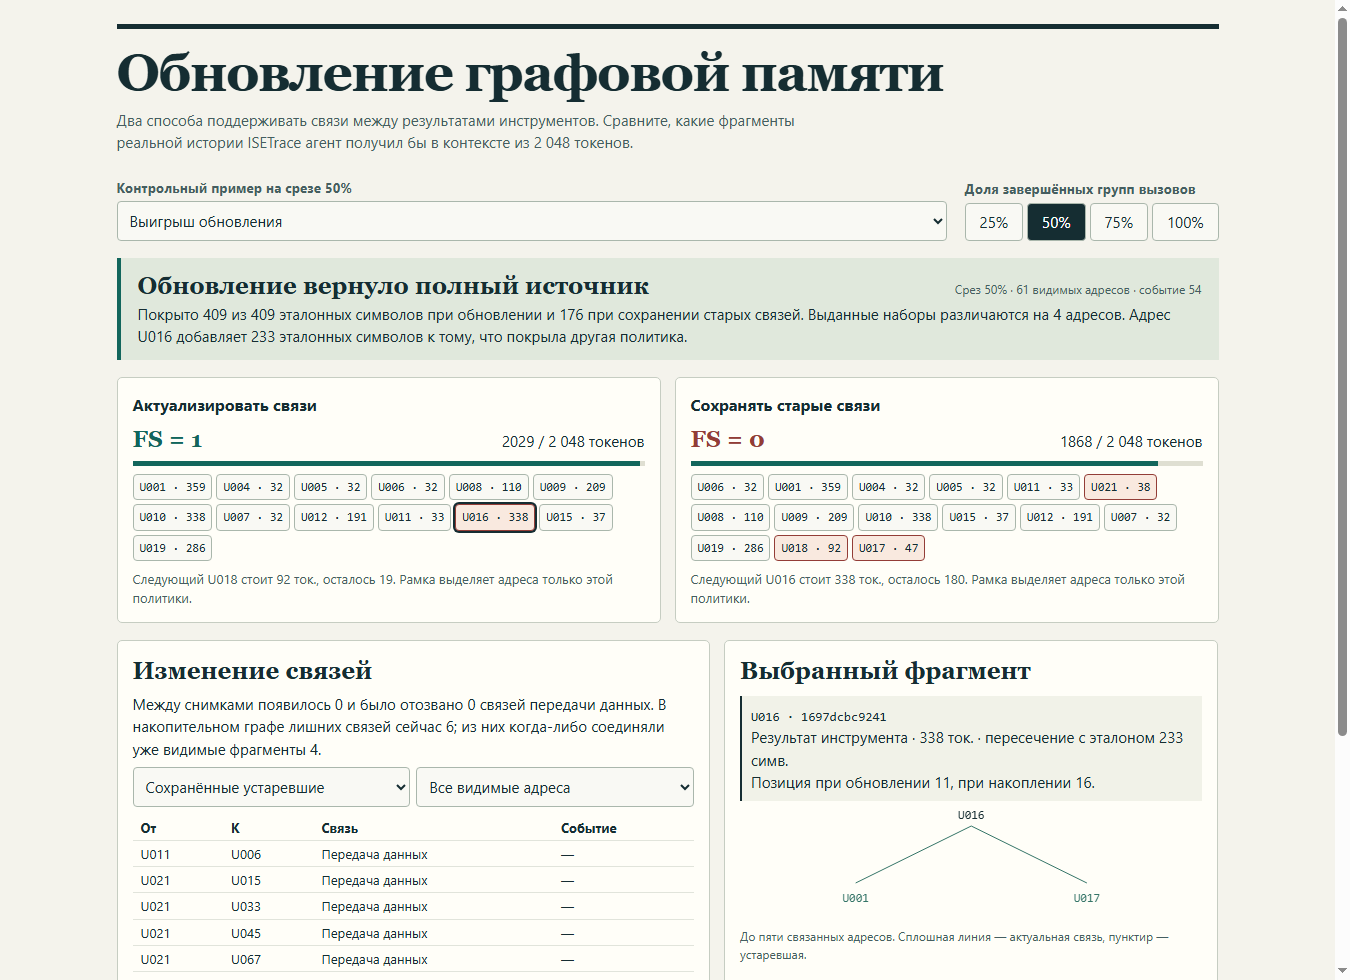 Обновление графовой памяти
Два способа поддерживать связи между результатами инструментов. Сравните, какие фрагменты
реальной истории ISETrace агент получил бы в контексте из 2 048 токенов.
Контрольный пример на срезе 50%
Выигрыш обновления
Доля завершённых групп вызовов
25% 50% 75% 100%
Обновление вернуло полный источник
Срез 50% · 61 видимых адресов · событие 54
Покрыто 409 из 409 эталонных символов при обновлении и 176 при сохранении старых связей. Выданные наборы различаются на 4 адресов. Адрес
U016 добавляет 233 эталонных символов к тому, что покрыла другая политика.
Актуализировать связи
FS = 1
2029 / 2 048 токенов
U001 · 359 U004 · 32 U005 · 32 U006 · 32 U008 · 110 U009 · 209
U010 · 338 U007 · 32 U012 · 191 U011 · 33 U016 · 338 U015 · 37
U019 · 286
Следующий U018 стоит 92 ток., осталось 19. Рамка выделяет адреса только этой
политики.
Сохранять старые связи
FS = 0
1868 / 2 048 токенов
U006 · 32 U001 · 359 U004 · 32 U005 · 32 U011 · 33 U021 · 38
U008 · 110 U009 · 209 U010 · 338 U015 · 37 U012 · 191 U007 · 32
U019 · 286 U018 · 92 U017 · 47
Следующий U016 стоит 338 ток., осталось 180. Рамка выделяет адреса только этой
политики.
Изменение связей
Между снимками появилось 0 и было отозвано 0 связей передачи данных. В
накопительном графе лишних связей сейчас 6; из них когда-либо соединяли
уже видимые фрагменты 4.
Сохранённые устаревшие
Все видимые адреса
От К Связь Событие
U011 U006 Передача данных —
U021 U015 Передача данных —
U021 U033 Передача данных —
U021 U045 Передача данных —
U021 U067 Передача данных —
Выбранный фрагмент
U016 · 1697dcbc9241
Результат инструмента · 338 ток. · пересечение с эталоном 233
симв.
Позиция при обновлении 11, при накоплении 16.
U016
U001 U017
До пяти связанных адресов. Сплошная линия — актуальная связь, пунктир —
устаревшая.